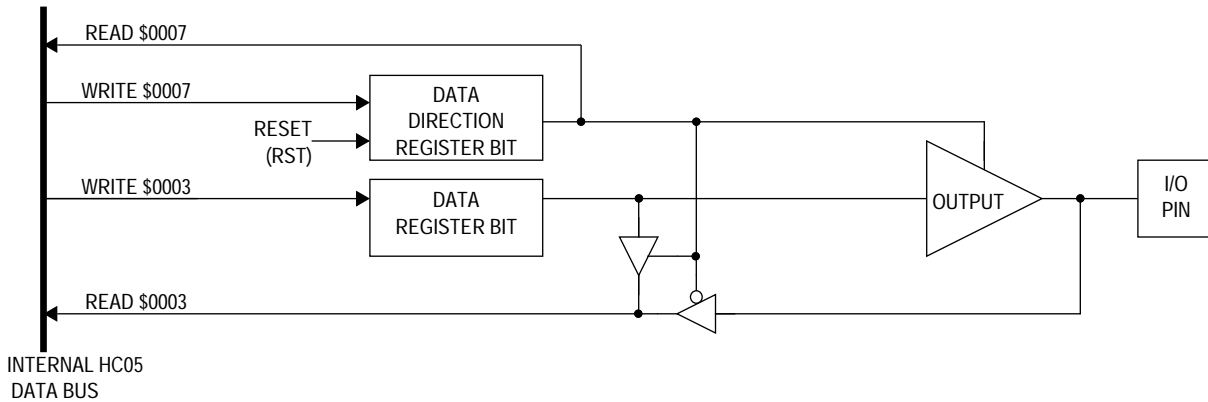 READ $0007
WRITE $0007
RESET
(RST)
DATA
DIRECTION
REGISTER BIT
WRITE $0003
DATA
REGISTER BIT
OUTPUT
I/O
PIN
READ $0003
INTERNAL HC05
DATA BUS